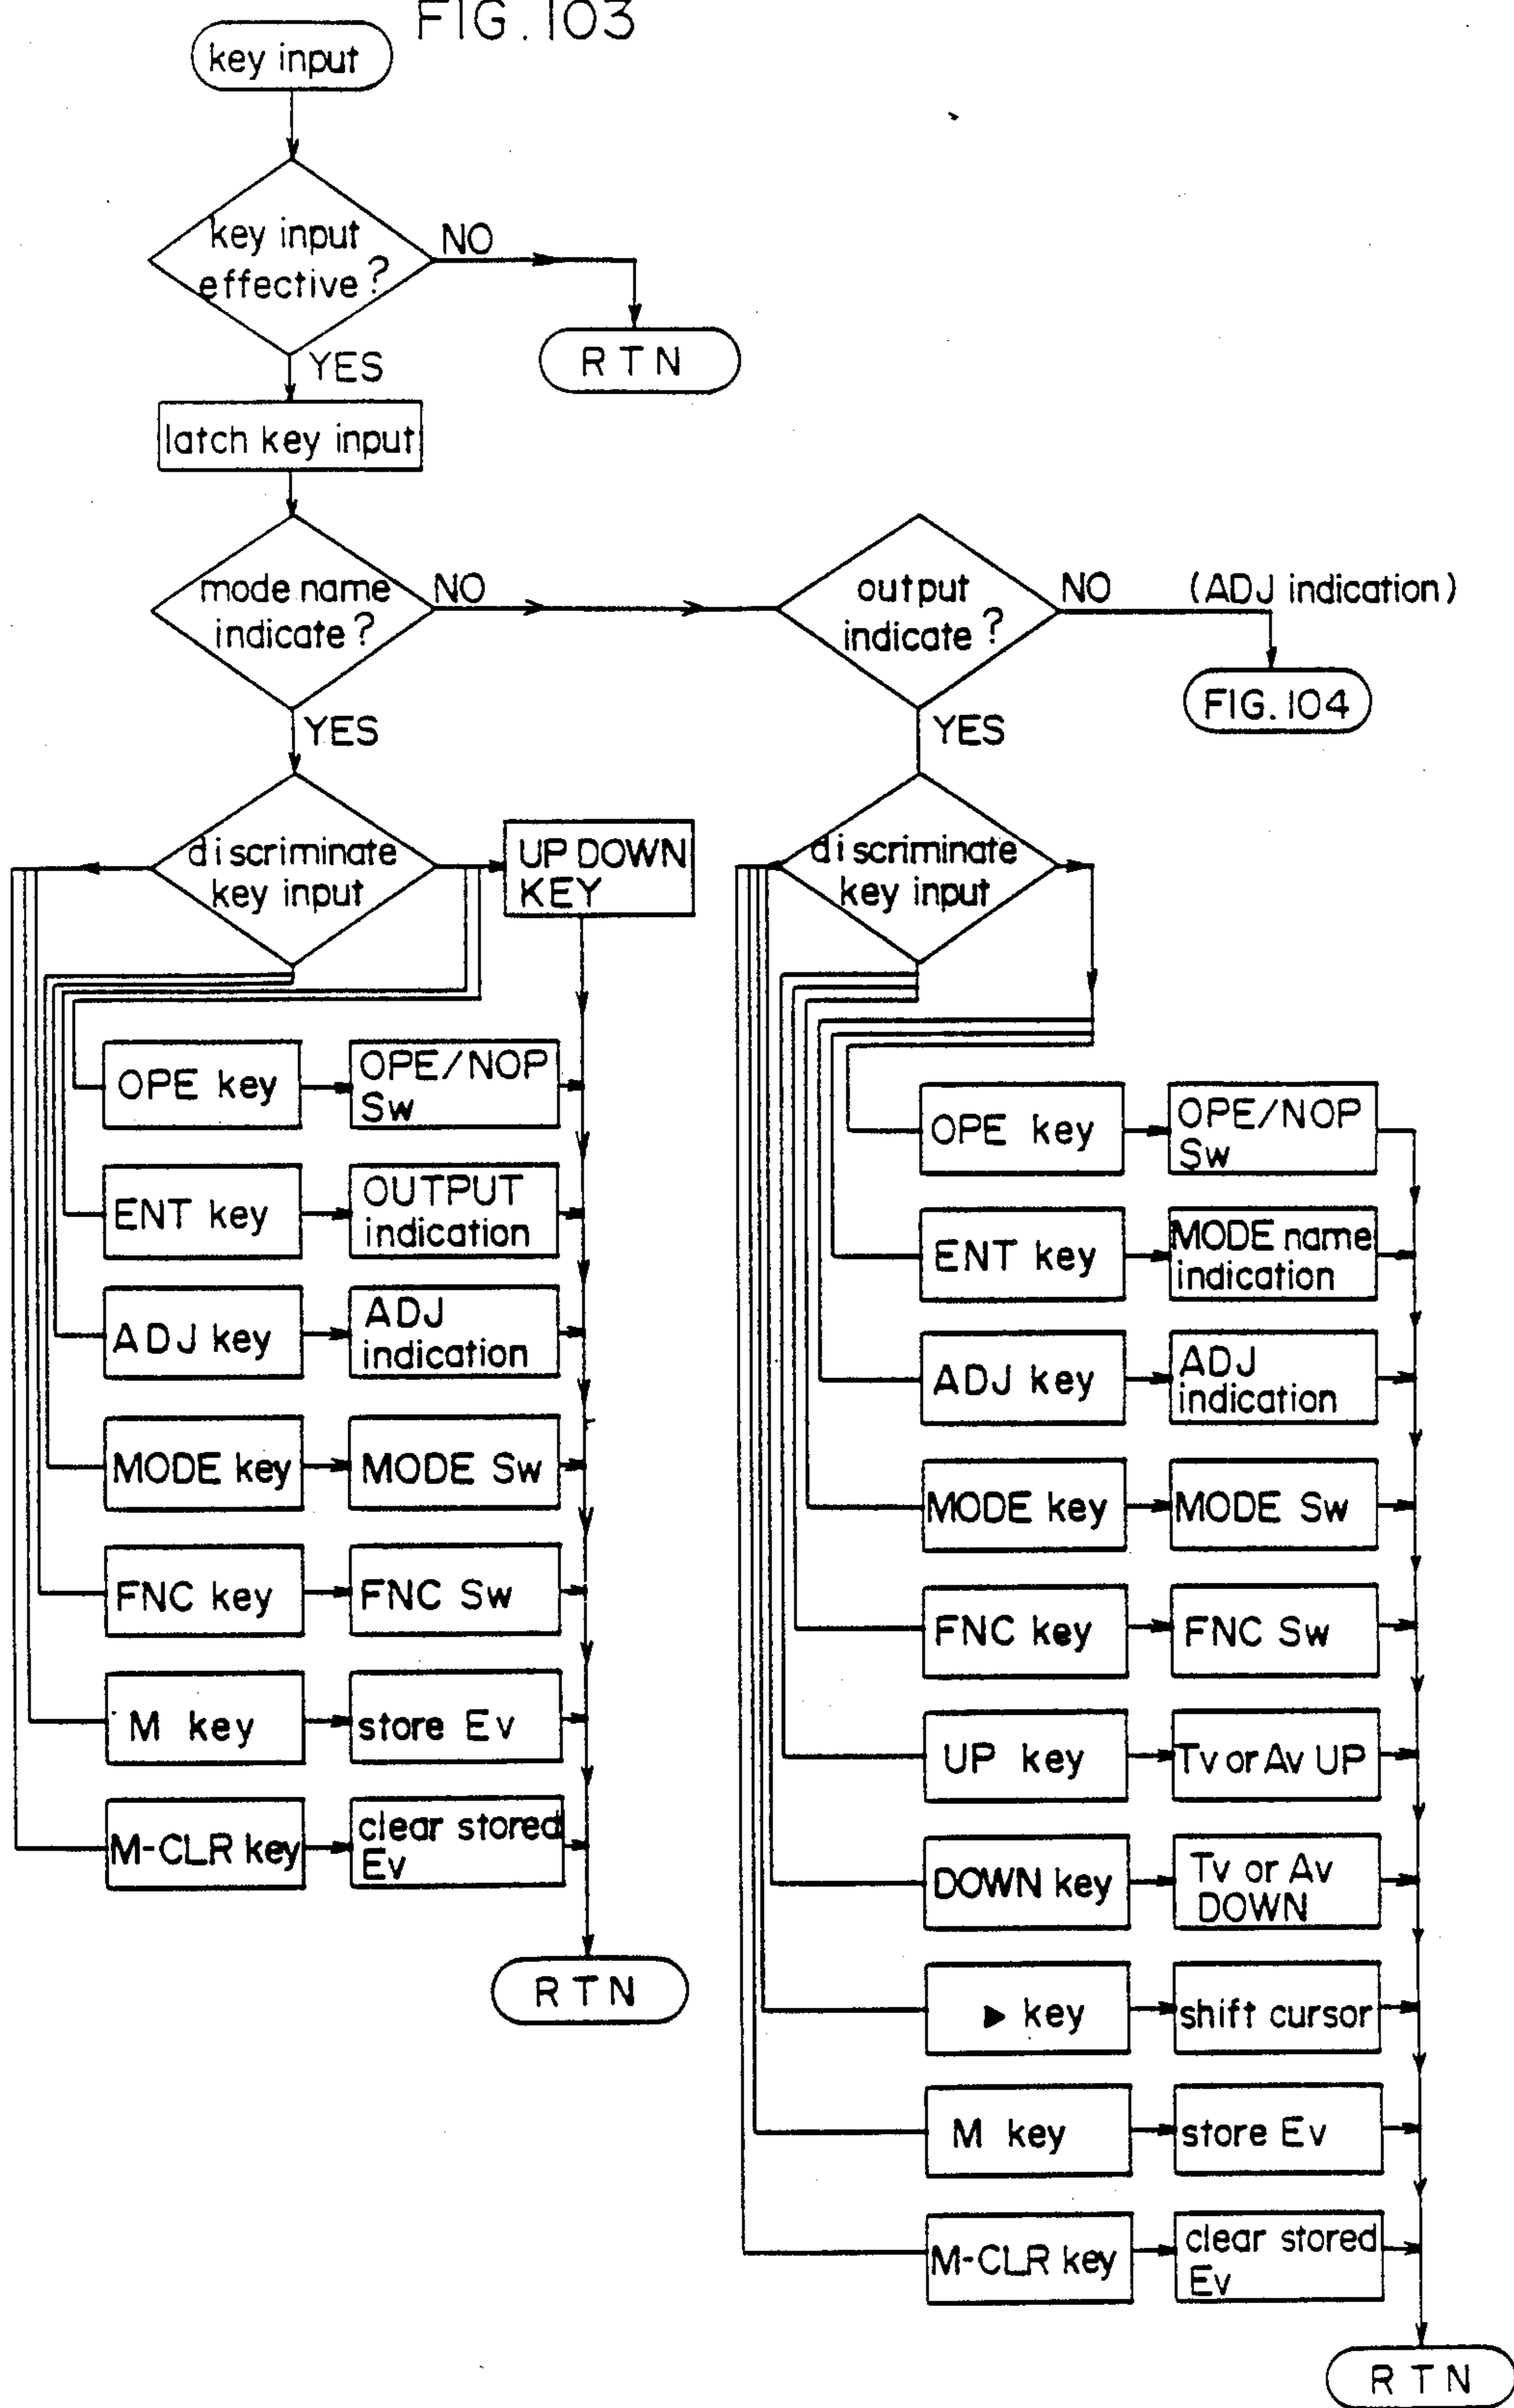 FIG. 103
key input
key input
effective?
NO
RTN
YES
latch key input
mode name
indicate?
NO
output
indicate?
NO
(ADJ indication)
FIG. 104
YES
YES
discriminate
key input
UP DOWN
KEY
OPE key
OPE/NOP
Sw
ENT key
OUTPUT
indication
ADJ key
ADJ
indication
MODE key
MODE Sw
FNC key
FNC Sw
M key
store Ev
M-CLR key
clear stored
Ev
RTN
discriminate
key input
OPE key
OPE/NOP
Sw
ENT key
MODE name
indication
ADJ key
ADJ
indication
MODE key
MODE Sw
FNC key
FNC Sw
UP key
Tv or Av UP
DOWN key
Tv or Av
DOWN
▶ key
shift cursor
M key
store Ev
M-CLR key
clear stored
Ev
RTN